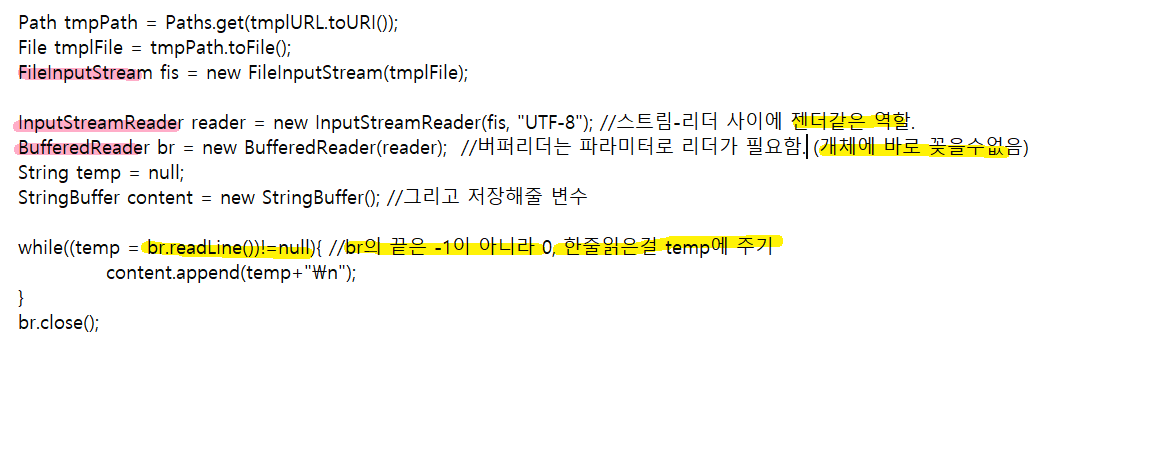 Path tmpPath = Paths.get(tmplURL.toURI());
File tmplFile = tmpPath.toFile();
FileInputStream fis = new FileInputStream(tmplFile);
InputStreamReader reader = new InputStreamReader(fis, "UTF-8"); //스트림-리더 사이에 젠더같은 역할.
BufferedReader br = new BufferedReader(reader);  //버퍼리더는 파라미터로 리더가 필요함. (개체에 바로 꽂을수없음)
String temp = null;
StringBuffer content = new StringBuffer(); //그리고 저장해줄 변수
while((temp = br.readLine())!=null){ //br의 끝은 -1이 아니라 0, 한줄읽은걸 temp에 주기
content.append(temp+"₩n");
}
br.close();